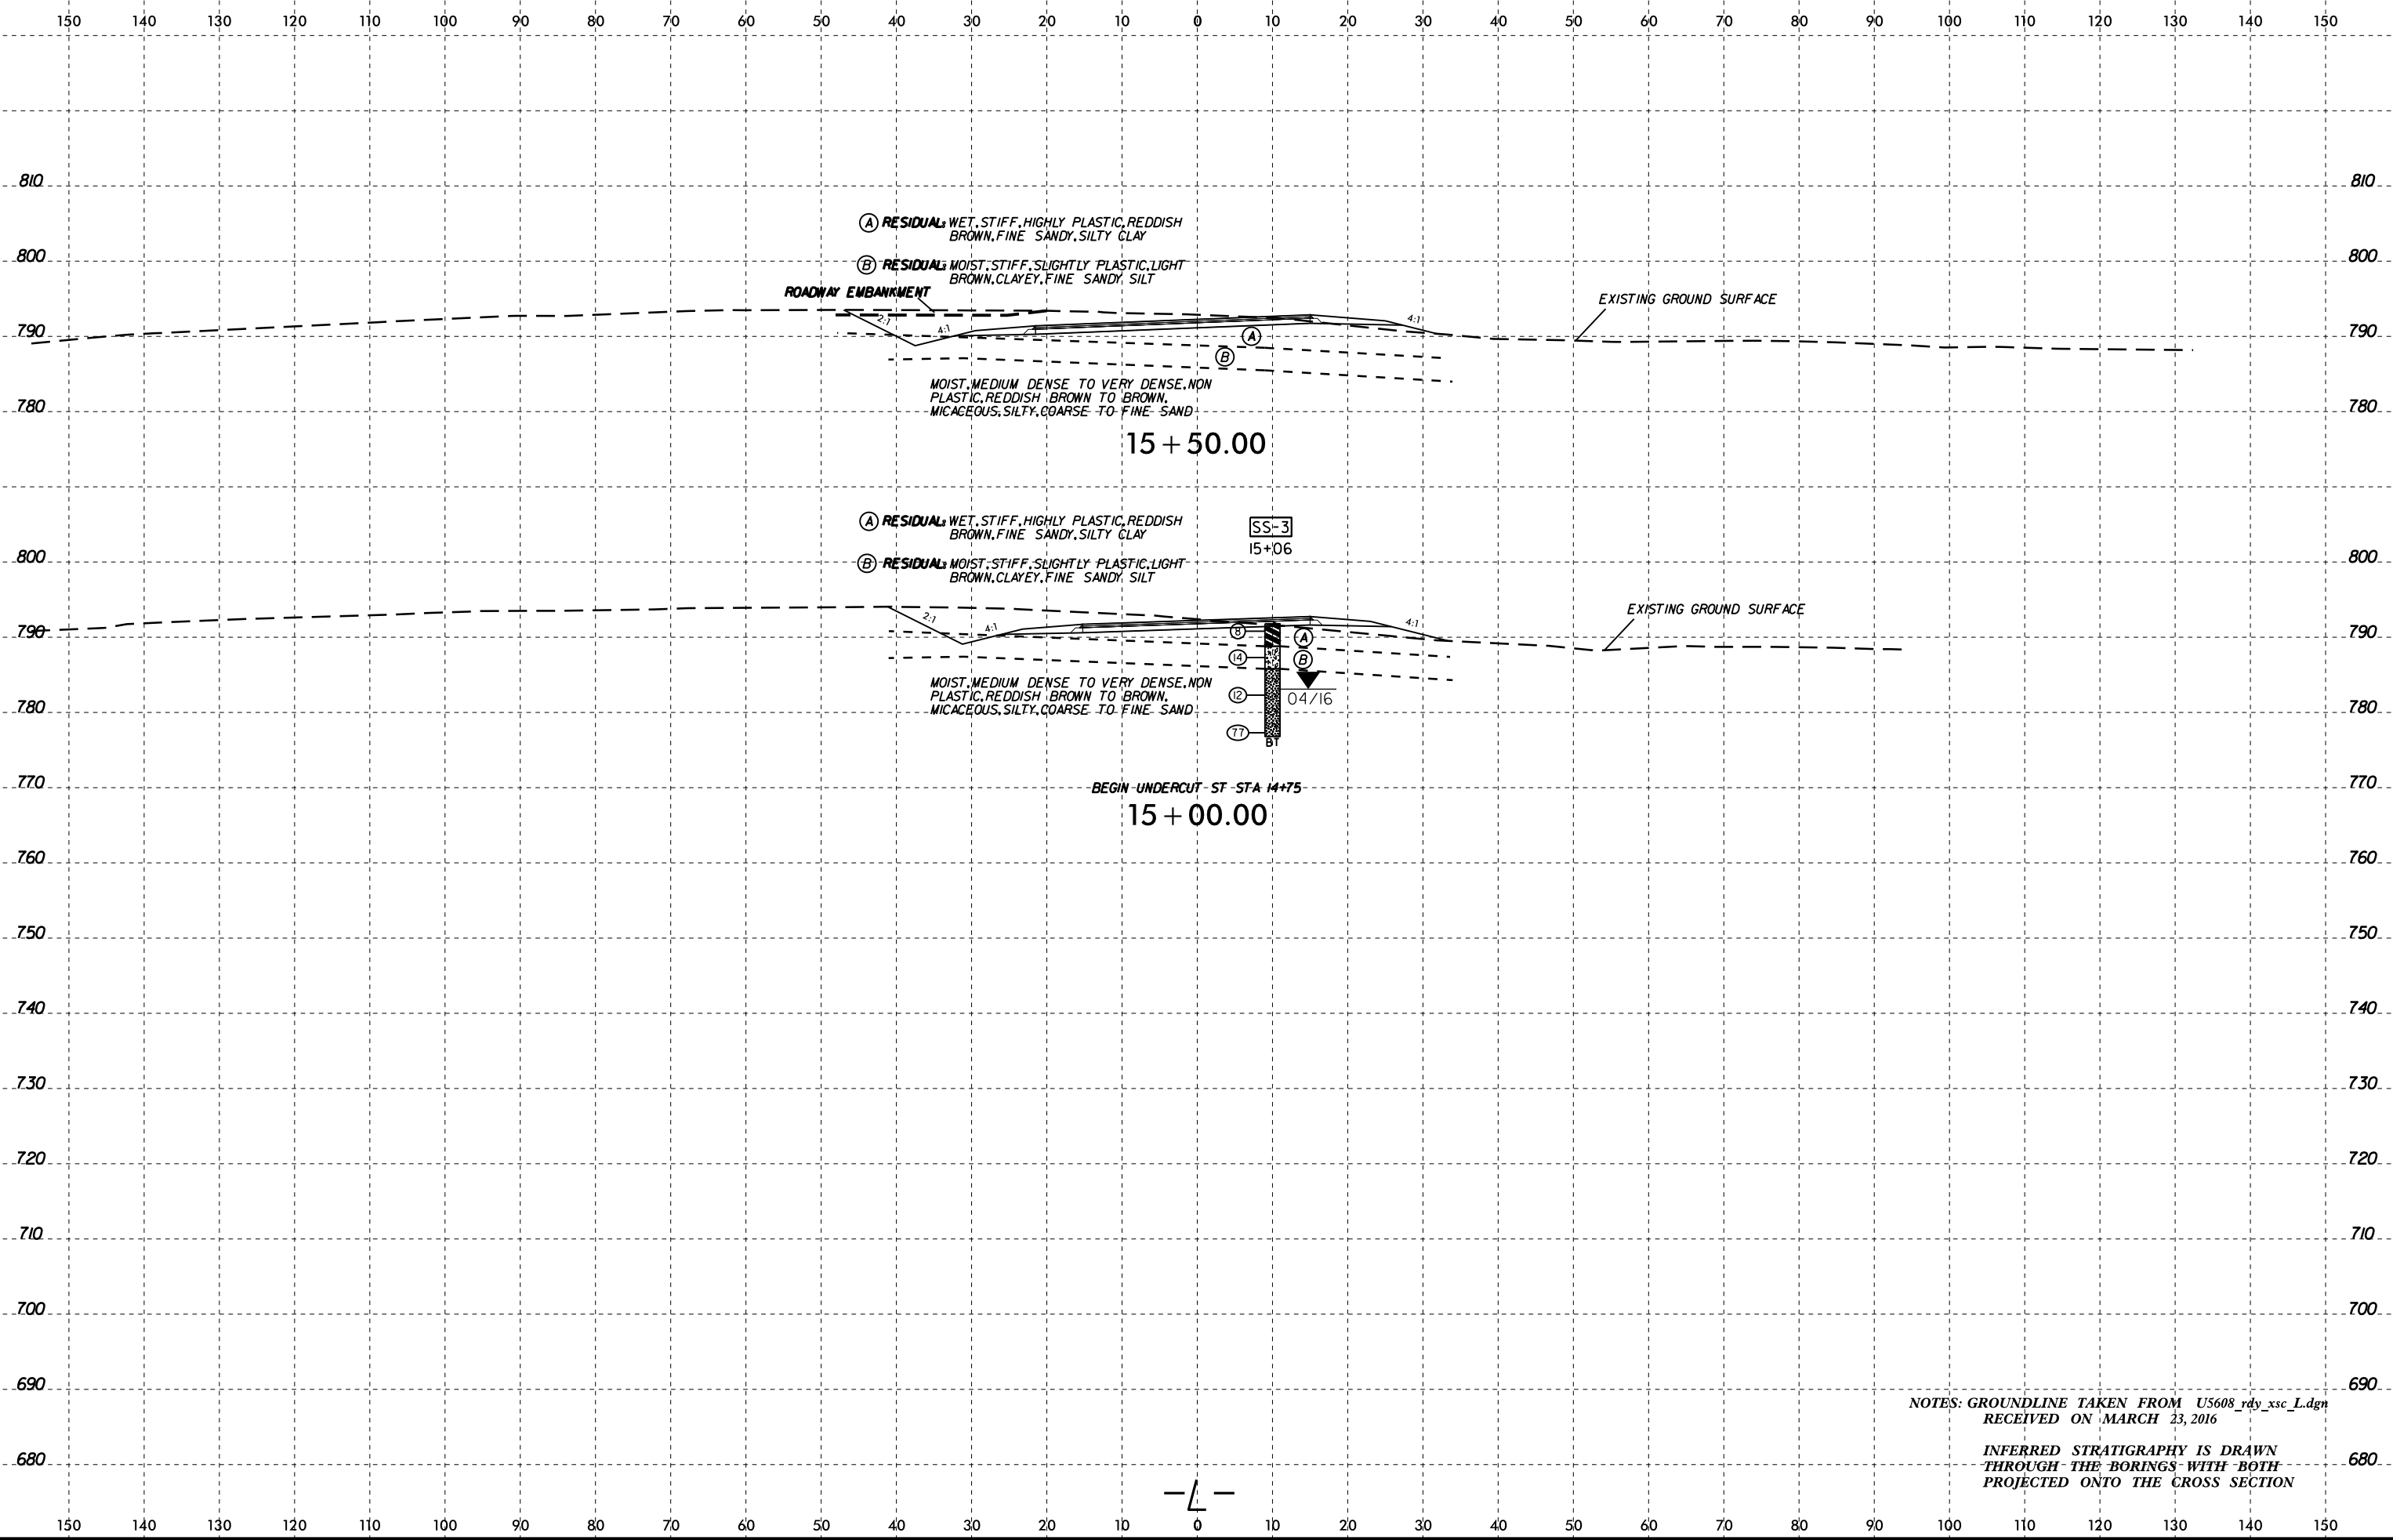 150 140 130 120 110 100 90 80 70 60 50 40 30 20 10 0 10 20 30 40 50 60 70 80 90 100 110 120 130 140 150
810 810
Ⓐ RESIDUAL: WET, STIFF, HIGHLY PLASTIC, REDDISH
BROWN, FINE SANDY, SILTY CLAY
800 800
Ⓑ RESIDUAL: MOIST, STIFF, SLIGHTLY PLASTIC, LIGHT
BROWN, CLAYEY, FINE SANDY SILT
ROADWAY EMBANKMENT
EXISTING GROUND SURFACE
2:1 4:1 4:1
790 A 790
B
MOIST, MEDIUM DENSE TO VERY DENSE, NON
PLASTIC, REDDISH BROWN TO BROWN,
MICACEOUS, SILTY, COARSE TO FINE SAND
780 780
15+50.00
Ⓐ RESIDUAL: WET, STIFF, HIGHLY PLASTIC, REDDISH
BROWN, FINE SANDY, SILTY CLAY
SS-3
15+06
800 800
Ⓑ RESIDUAL: MOIST, STIFF, SLIGHTLY PLASTIC, LIGHT
BROWN, CLAYEY, FINE SANDY SILT
EXISTING GROUND SURFACE
2:1 4:1 4:1
790 8 A 790
14 B
MOIST, MEDIUM DENSE TO VERY DENSE, NON
PLASTIC, REDDISH BROWN TO BROWN,
MICACEOUS, SILTY, COARSE TO FINE SAND
12 04/16
780 780
77
BT
770 770
BEGIN UNDERCUT ST STA 14+75
15+00.00
760 760
750 750
740 740
730 730
720 720
710 710
700 700
690 690
NOTES: GROUNDLINE TAKEN FROM U5608_rdy_xsc_L.dgn
RECEIVED ON MARCH 23, 2016
INFERRED STRATIGRAPHY IS DRAWN
THROUGH THE BORINGS WITH BOTH
PROJECTED ONTO THE CROSS SECTION
680 680
-L-
150 140 130 120 110 100 90 80 70 60 50 40 30 20 10 0 10 20 30 40 50 60 70 80 90 100 110 120 130 140 150